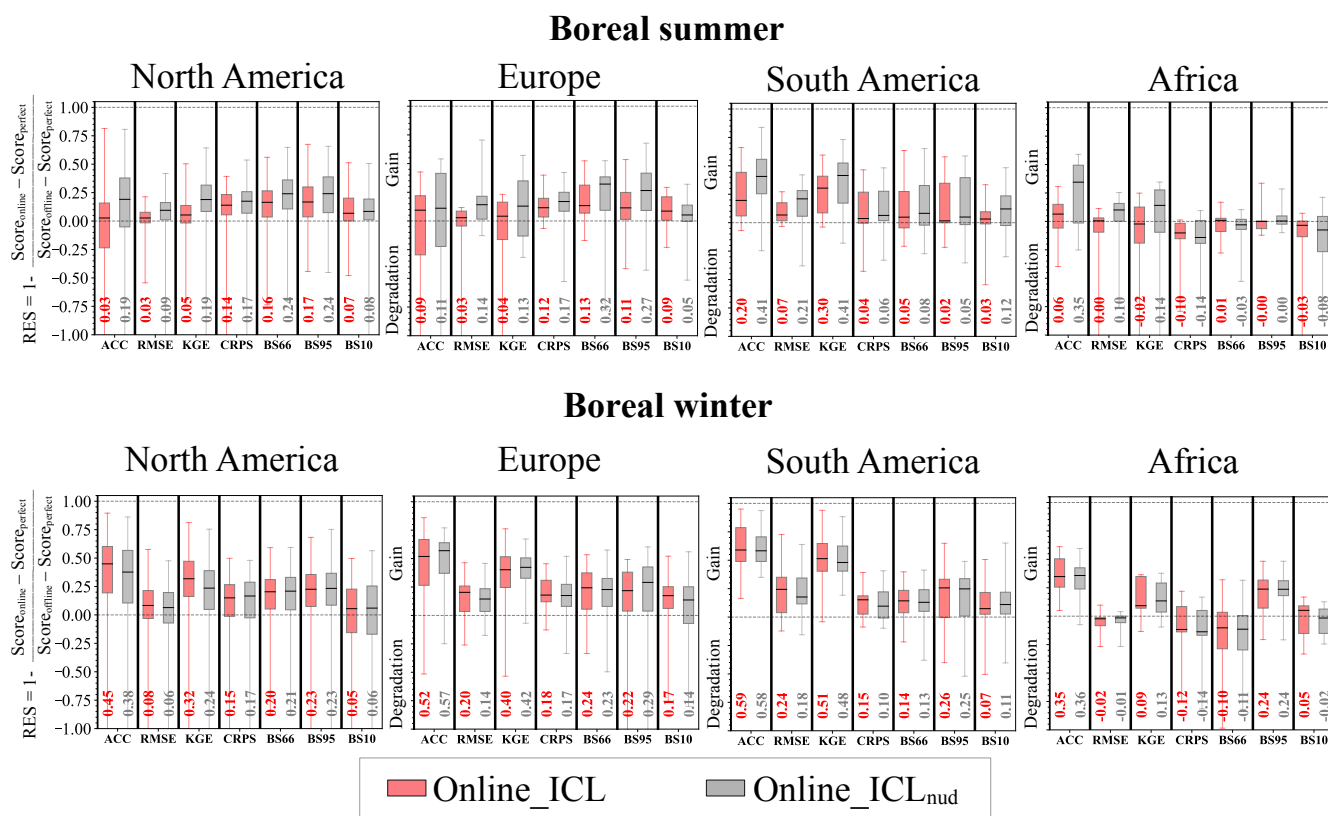 Boreal summer
North America Europe South America Africa
RES = 1- Score_online − Score_perfect
Score_offline − Score_perfect
1.00
0.75
0.50
0.25
0.00
−0.25
−0.50
−0.75
−1.00
Gain
Degradation
Gain
Degradation
Gain
Degradation
0.03 0.19 0.03 0.09 0.05 0.19 0.14 0.17 0.16 0.24 0.17 0.24 0.07 0.08
0.09 0.11 0.03 0.14 0.04 0.13 0.12 0.17 0.13 0.32 0.11 0.27 0.09 0.05
0.20 0.41 0.07 0.21 0.30 0.41 0.04 0.06 0.05 0.08 0.02 0.05 0.03 0.12
0.06 0.35 0.00 0.10 -0.02 0.14 -0.10 -0.14 0.01 -0.03 -0.00 0.00 -0.03 -0.08
ACC RMSE KGE CRPS BS66 BS95 BS10
ACC RMSE KGE CRPS BS66 BS95 BS10
ACC RMSE KGE CRPS BS66 BS95 BS10
ACC RMSE KGE CRPS BS66 BS95 BS10
Boreal winter
North America Europe South America Africa
RES = 1- Score_online − Score_perfect
Score_offline − Score_perfect
1.00
0.75
0.50
0.25
0.00
−0.25
−0.50
−0.75
−1.00
Gain
Degradation
Gain
Degradation
Gain
Degradation
0.45 0.38 0.08 0.06 0.32 0.24 0.15 0.17 0.20 0.21 0.23 0.23 0.05 0.06
0.52 0.57 0.20 0.14 0.40 0.42 0.18 0.17 0.24 0.23 0.22 0.29 0.17 0.14
0.59 0.58 0.24 0.18 0.51 0.48 0.15 0.10 0.14 0.13 0.26 0.25 0.07 0.11
0.35 0.36 -0.02 -0.01 0.09 0.13 -0.12 -0.14 -0.10 -0.11 0.24 0.24 0.05 -0.02
ACC RMSE KGE CRPS BS66 BS95 BS10
ACC RMSE KGE CRPS BS66 BS95 BS10
ACC RMSE KGE CRPS BS66 BS95 BS10
ACC RMSE KGE CRPS BS66 BS95 BS10
Online_ICL Online_ICL_nud